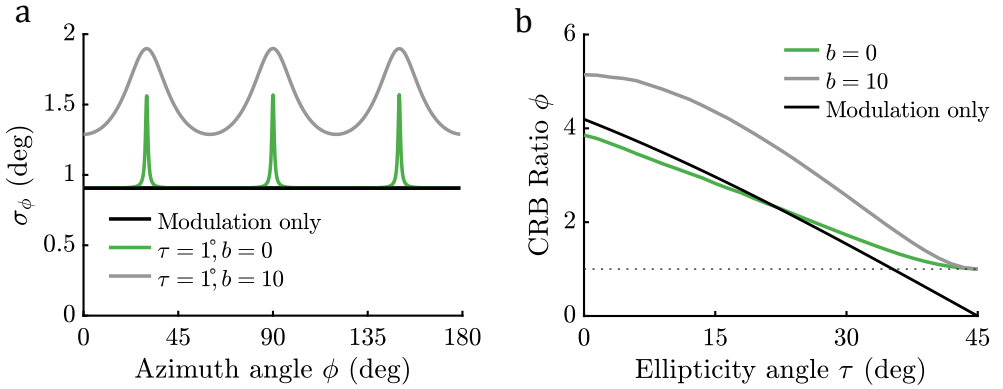 a
2
1.5
1
0.5
0
σϕ (deg)
Modulation only
τ = 1°, b = 0
τ = 1°, b = 10
0 45 90 135 180
Azimuth angle ϕ (deg)
b
6
4
2
0
CRB Ratio ϕ
b = 0
b = 10
Modulation only
0 15 30 45
Ellipticity angle τ (deg)